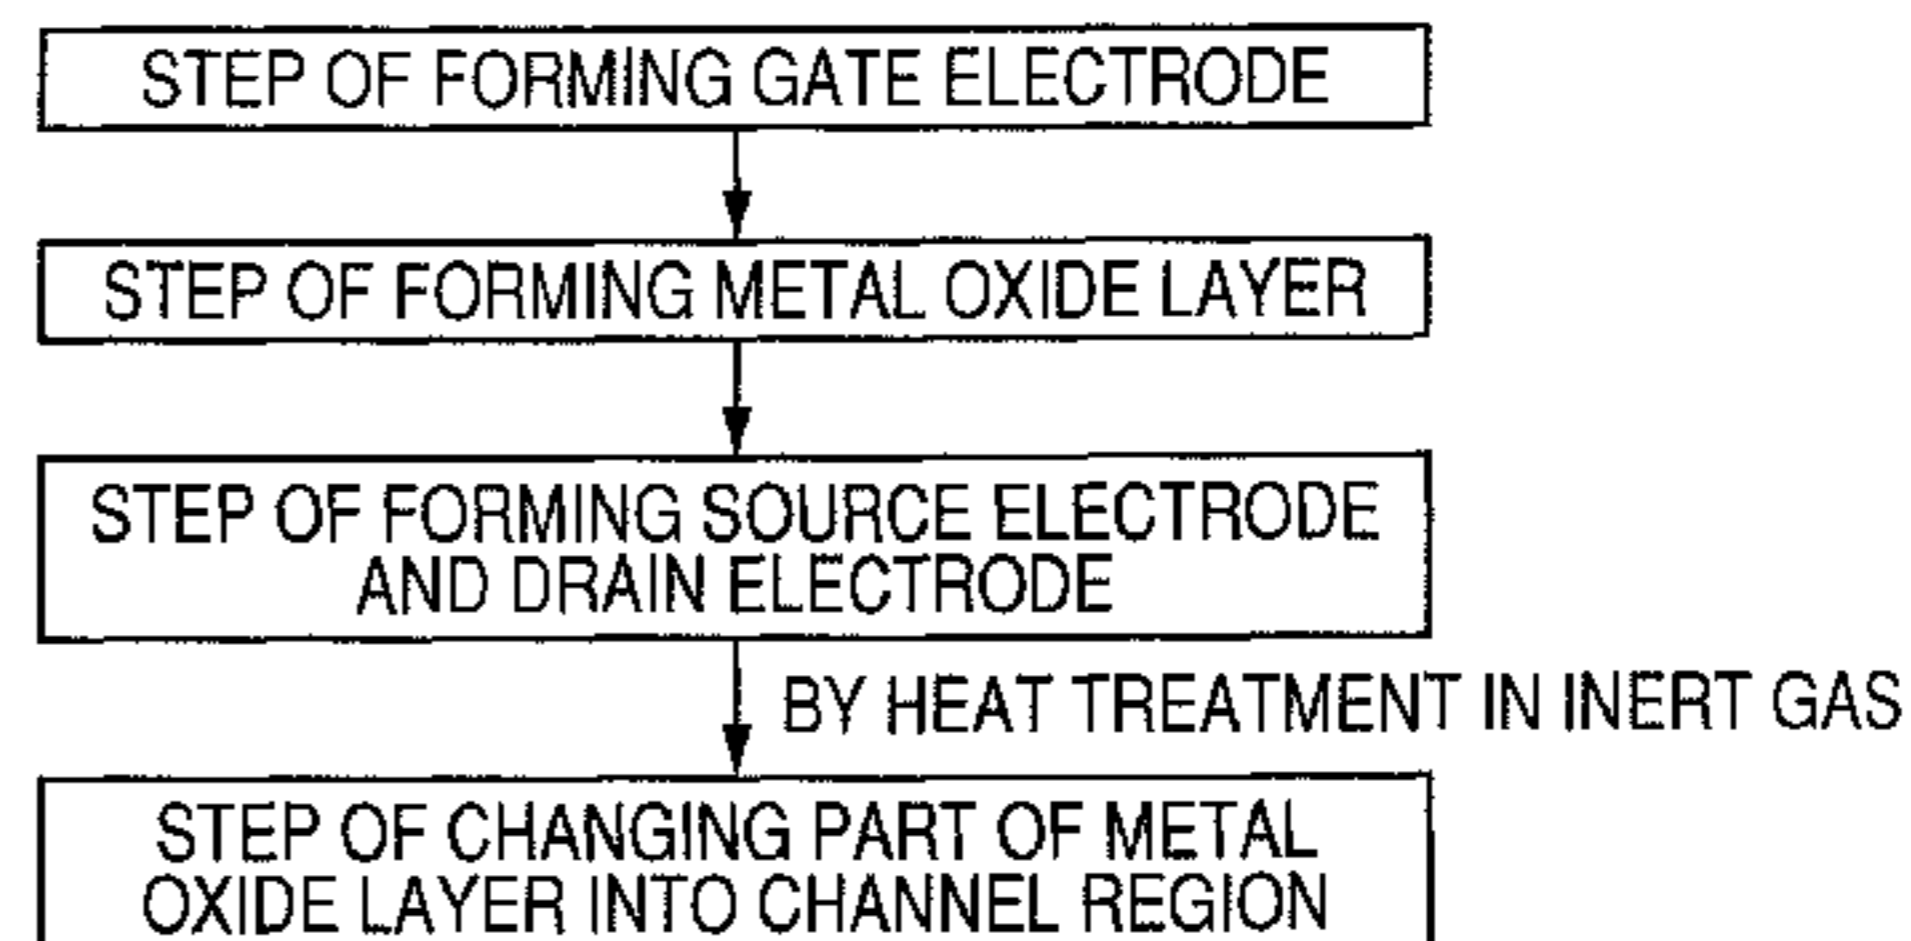 STEP OF FORMING GATE ELECTRODE
STEP OF FORMING METAL OXIDE LAYER
STEP OF FORMING SOURCE ELECTRODE
AND DRAIN ELECTRODE
BY HEAT TREATMENT IN INERT GAS
STEP OF CHANGING PART OF METAL
OXIDE LAYER INTO CHANNEL REGION